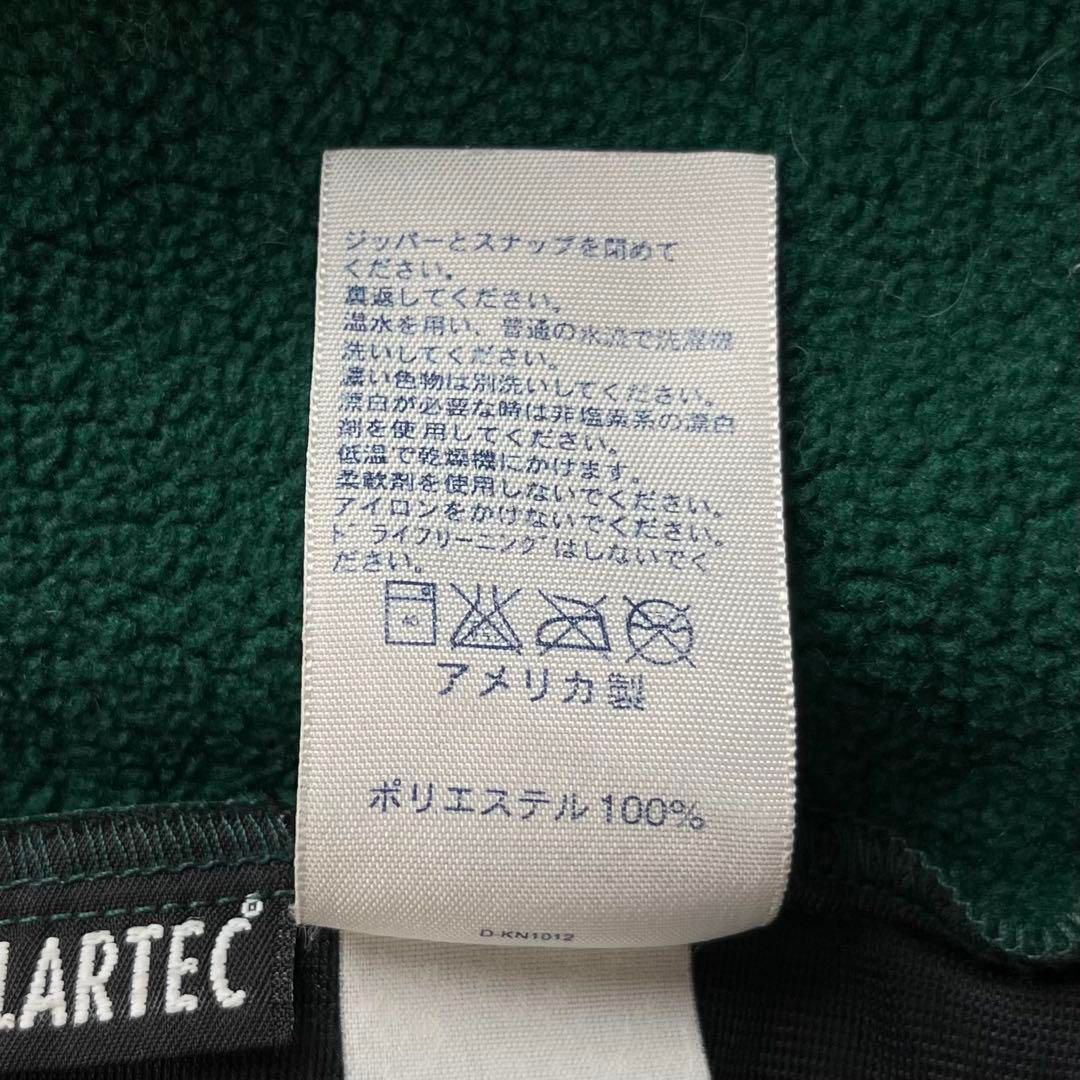 ジッパーとスナップを閉めて
ください。
裏返してください。
温水を用い、普通の水流で洗濯機
洗いしてください。
濃い色物は別洗いしてください。
漂白が必要な時は非塩素系の漂白
剤を使用してください。
低温で乾燥機にかけます。
柔軟剤を使用しないでください。
アイロンをかけないでください。
ドライクリーニングはしないでく
ださい。
40
アメリカ製
ポリエステル 100%
D-KN1012
LARTEC